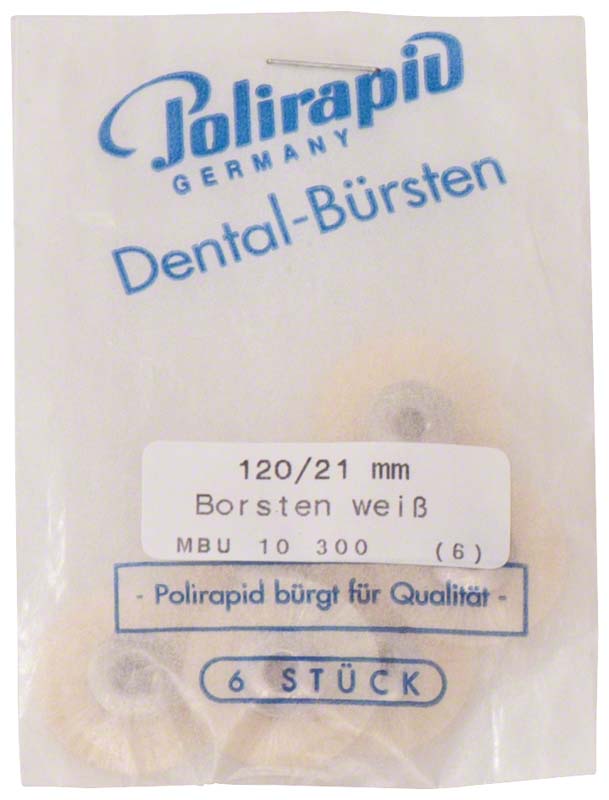 Polirapid
GERMANY
Dental-Bürsten
120/21 mm
Borsten weiß
MBU 10 300 (6)
- Polirapid bürgt für Qualität -
6 STÜCK